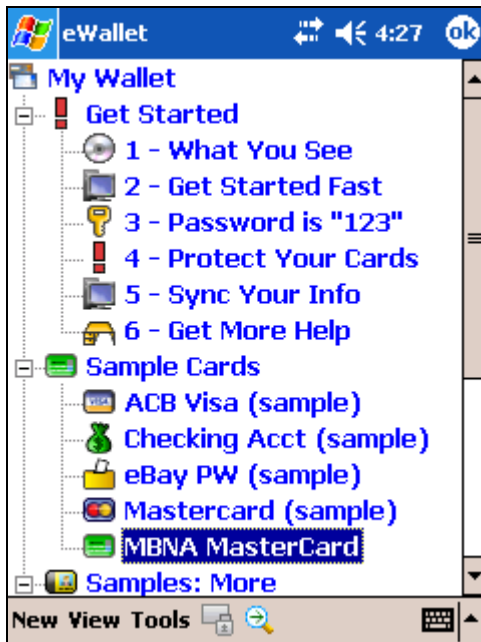 eWallet 4:27 ok
My Wallet
Get Started
1 - What You See
2 - Get Started Fast
3 - Password is "123"
4 - Protect Your Cards
5 - Sync Your Info
6 - Get More Help
Sample Cards
VISA ACB Visa (sample)
Checking Acct (sample)
eBay PW (sample)
Mastercard (sample)
MBNA MasterCard
Samples: More
New View Tools